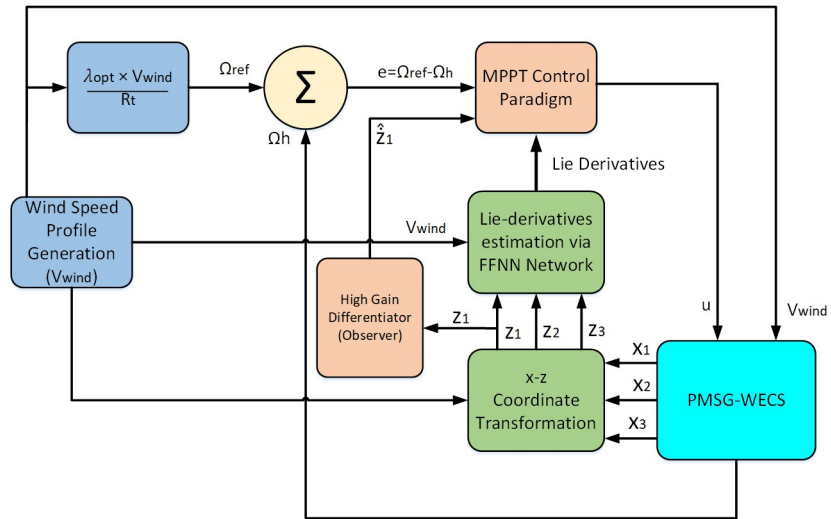 λopt × Vwind
Rt
Ωref
Σ
e=Ωref-Ωh
MPPT Control
Paradigm
Ωh
ẑ1
Lie Derivatives
Wind Speed
Profile
Generation
(Vwind)
Vwind
Lie-derivatives
estimation via
FFNN Network
High Gain
Differentiator
(Observer)
z1
z1
z2
z3
u
Vwind
x-z
Coordinate
Transformation
x1
x2
x3
PMSG-WECS